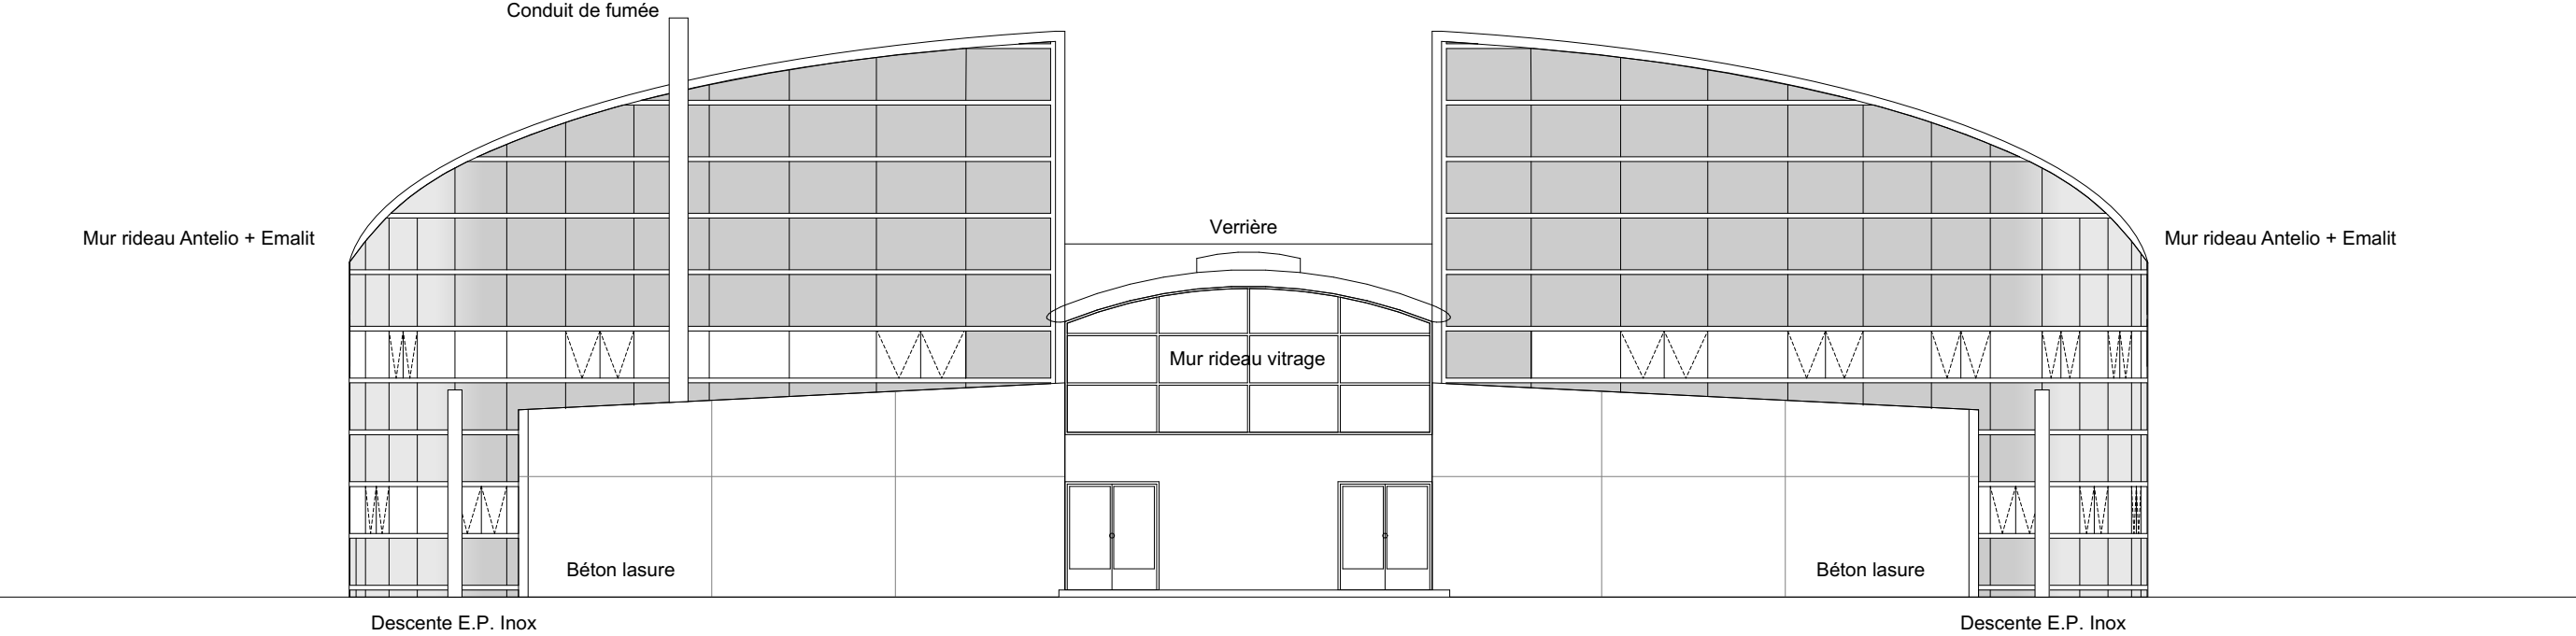 Conduit de fumée
Verrière
Mur rideau Antelio + Emalit
Mur rideau Antelio + Emalit
Mur rideau vitrage
Béton lasure
Béton lasure
Descente E.P. Inox
Descente E.P. Inox